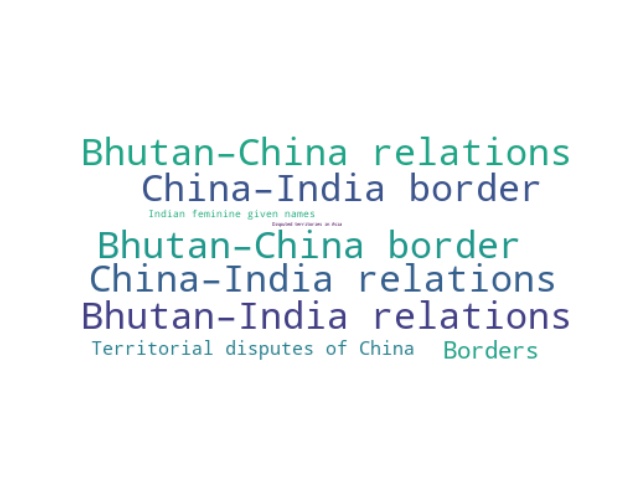 Bhutan–China relations
China–India border
Indian feminine given names
Disputed territories in Asia
Bhutan–China border
China–India relations
Bhutan–India relations
Territorial disputes of China
Borders